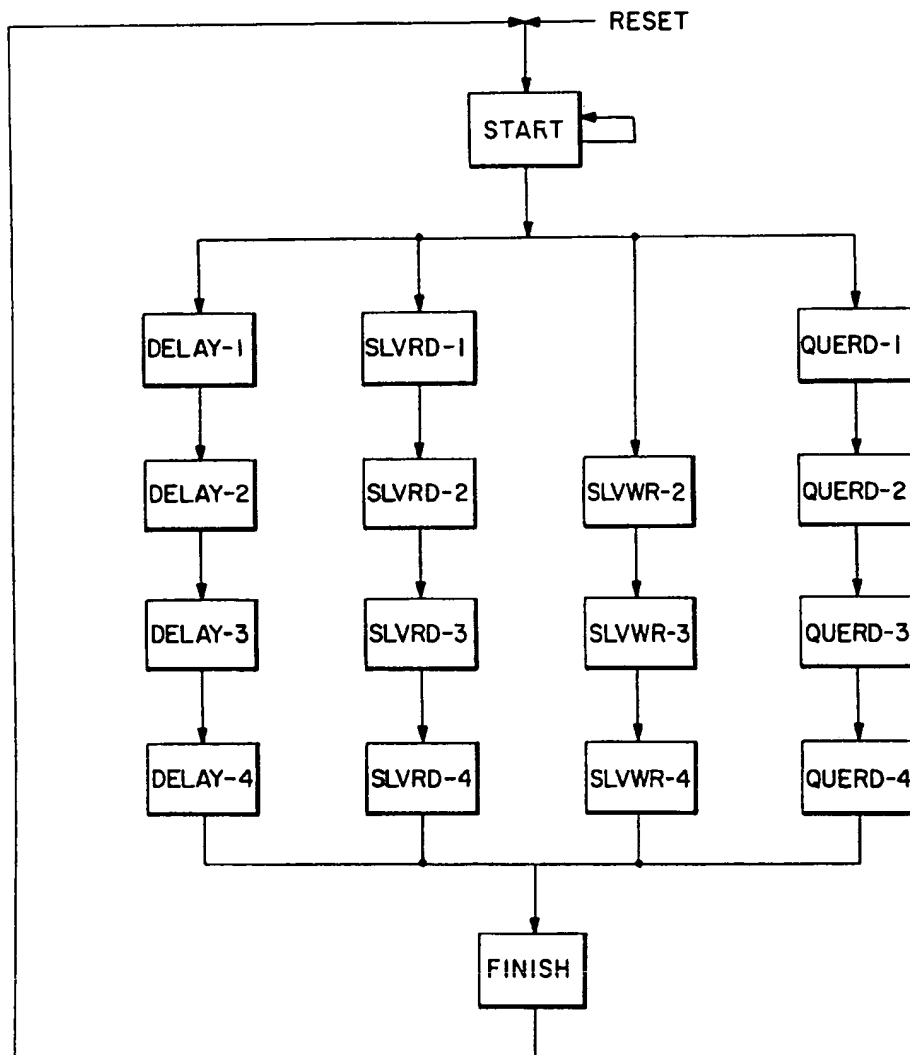 RESET
START
DELAY-1
SLVRD-1
QUERD-1
DELAY-2
SLVRD-2
SLVWR-2
QUERD-2
DELAY-3
SLVRD-3
SLVWR-3
QUERD-3
DELAY-4
SLVRD-4
SLVWR-4
QUERD-4
FINISH